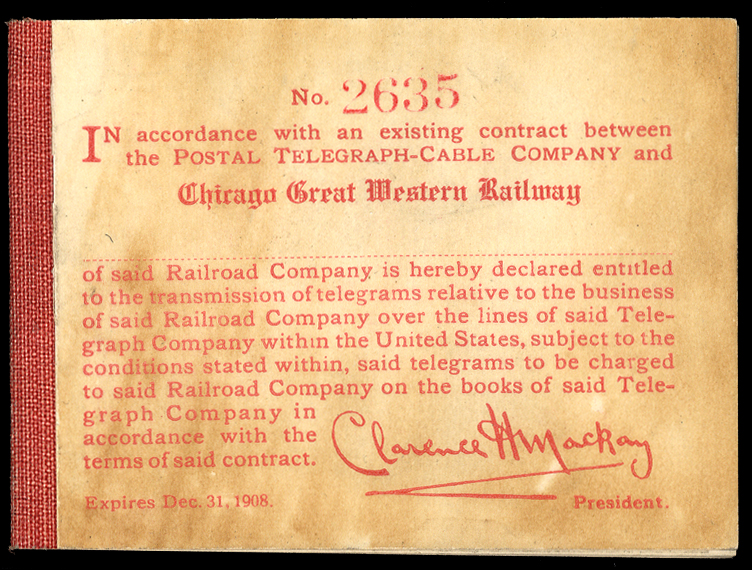 No. 2635
IN accordance with an existing contract between
the POSTAL TELEGRAPH-CABLE COMPANY and
Chicago Great Western Railway
of said Railroad Company is hereby declared entitled
to the transmission of telegrams relative to the business
of said Railroad Company over the lines of said Tele-
graph Company within the United States, subject to the
conditions stated within, said telegrams to be charged
to said Railroad Company on the books of said Tele-
graph Company in
accordance with the
terms of said contract.
Clarence H Mackay
Expires Dec. 31, 1908.
President.